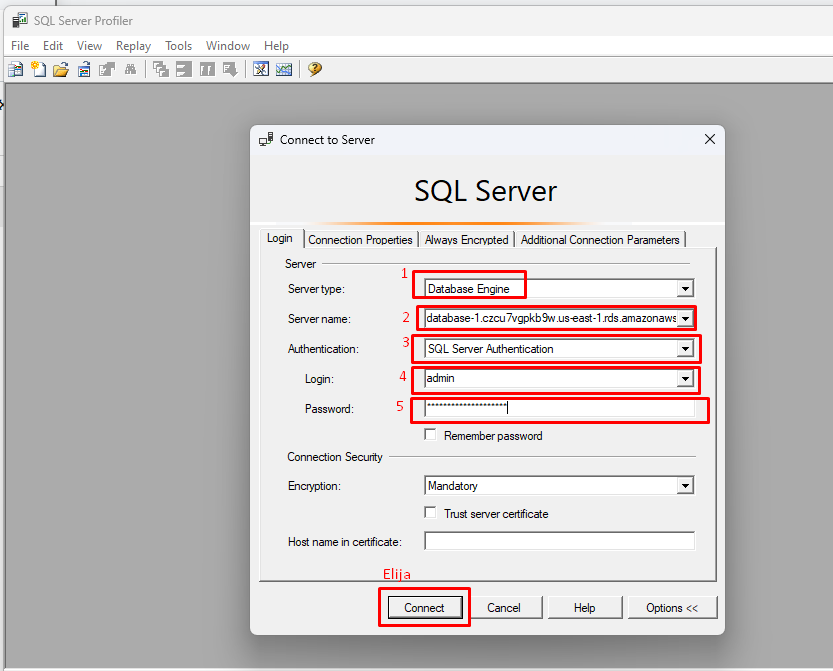 SQL Server Profiler
File Edit View Replay Tools Window Help
Connect to Server
SQL Server
Login Connection Properties Always Encrypted Additional Connection Parameters
Server
1
Server type: Database Engine
2
Server name: database-1.czcu7vgpkb9w.us-east-1.rds.amazonaws
3
Authentication: SQL Server Authentication
4
Login: admin
5
Password: ********************
Remember password
Connection Security
Encryption: Mandatory
Trust server certificate
Host name in certificate:
Elija
Connect Cancel Help Options <<